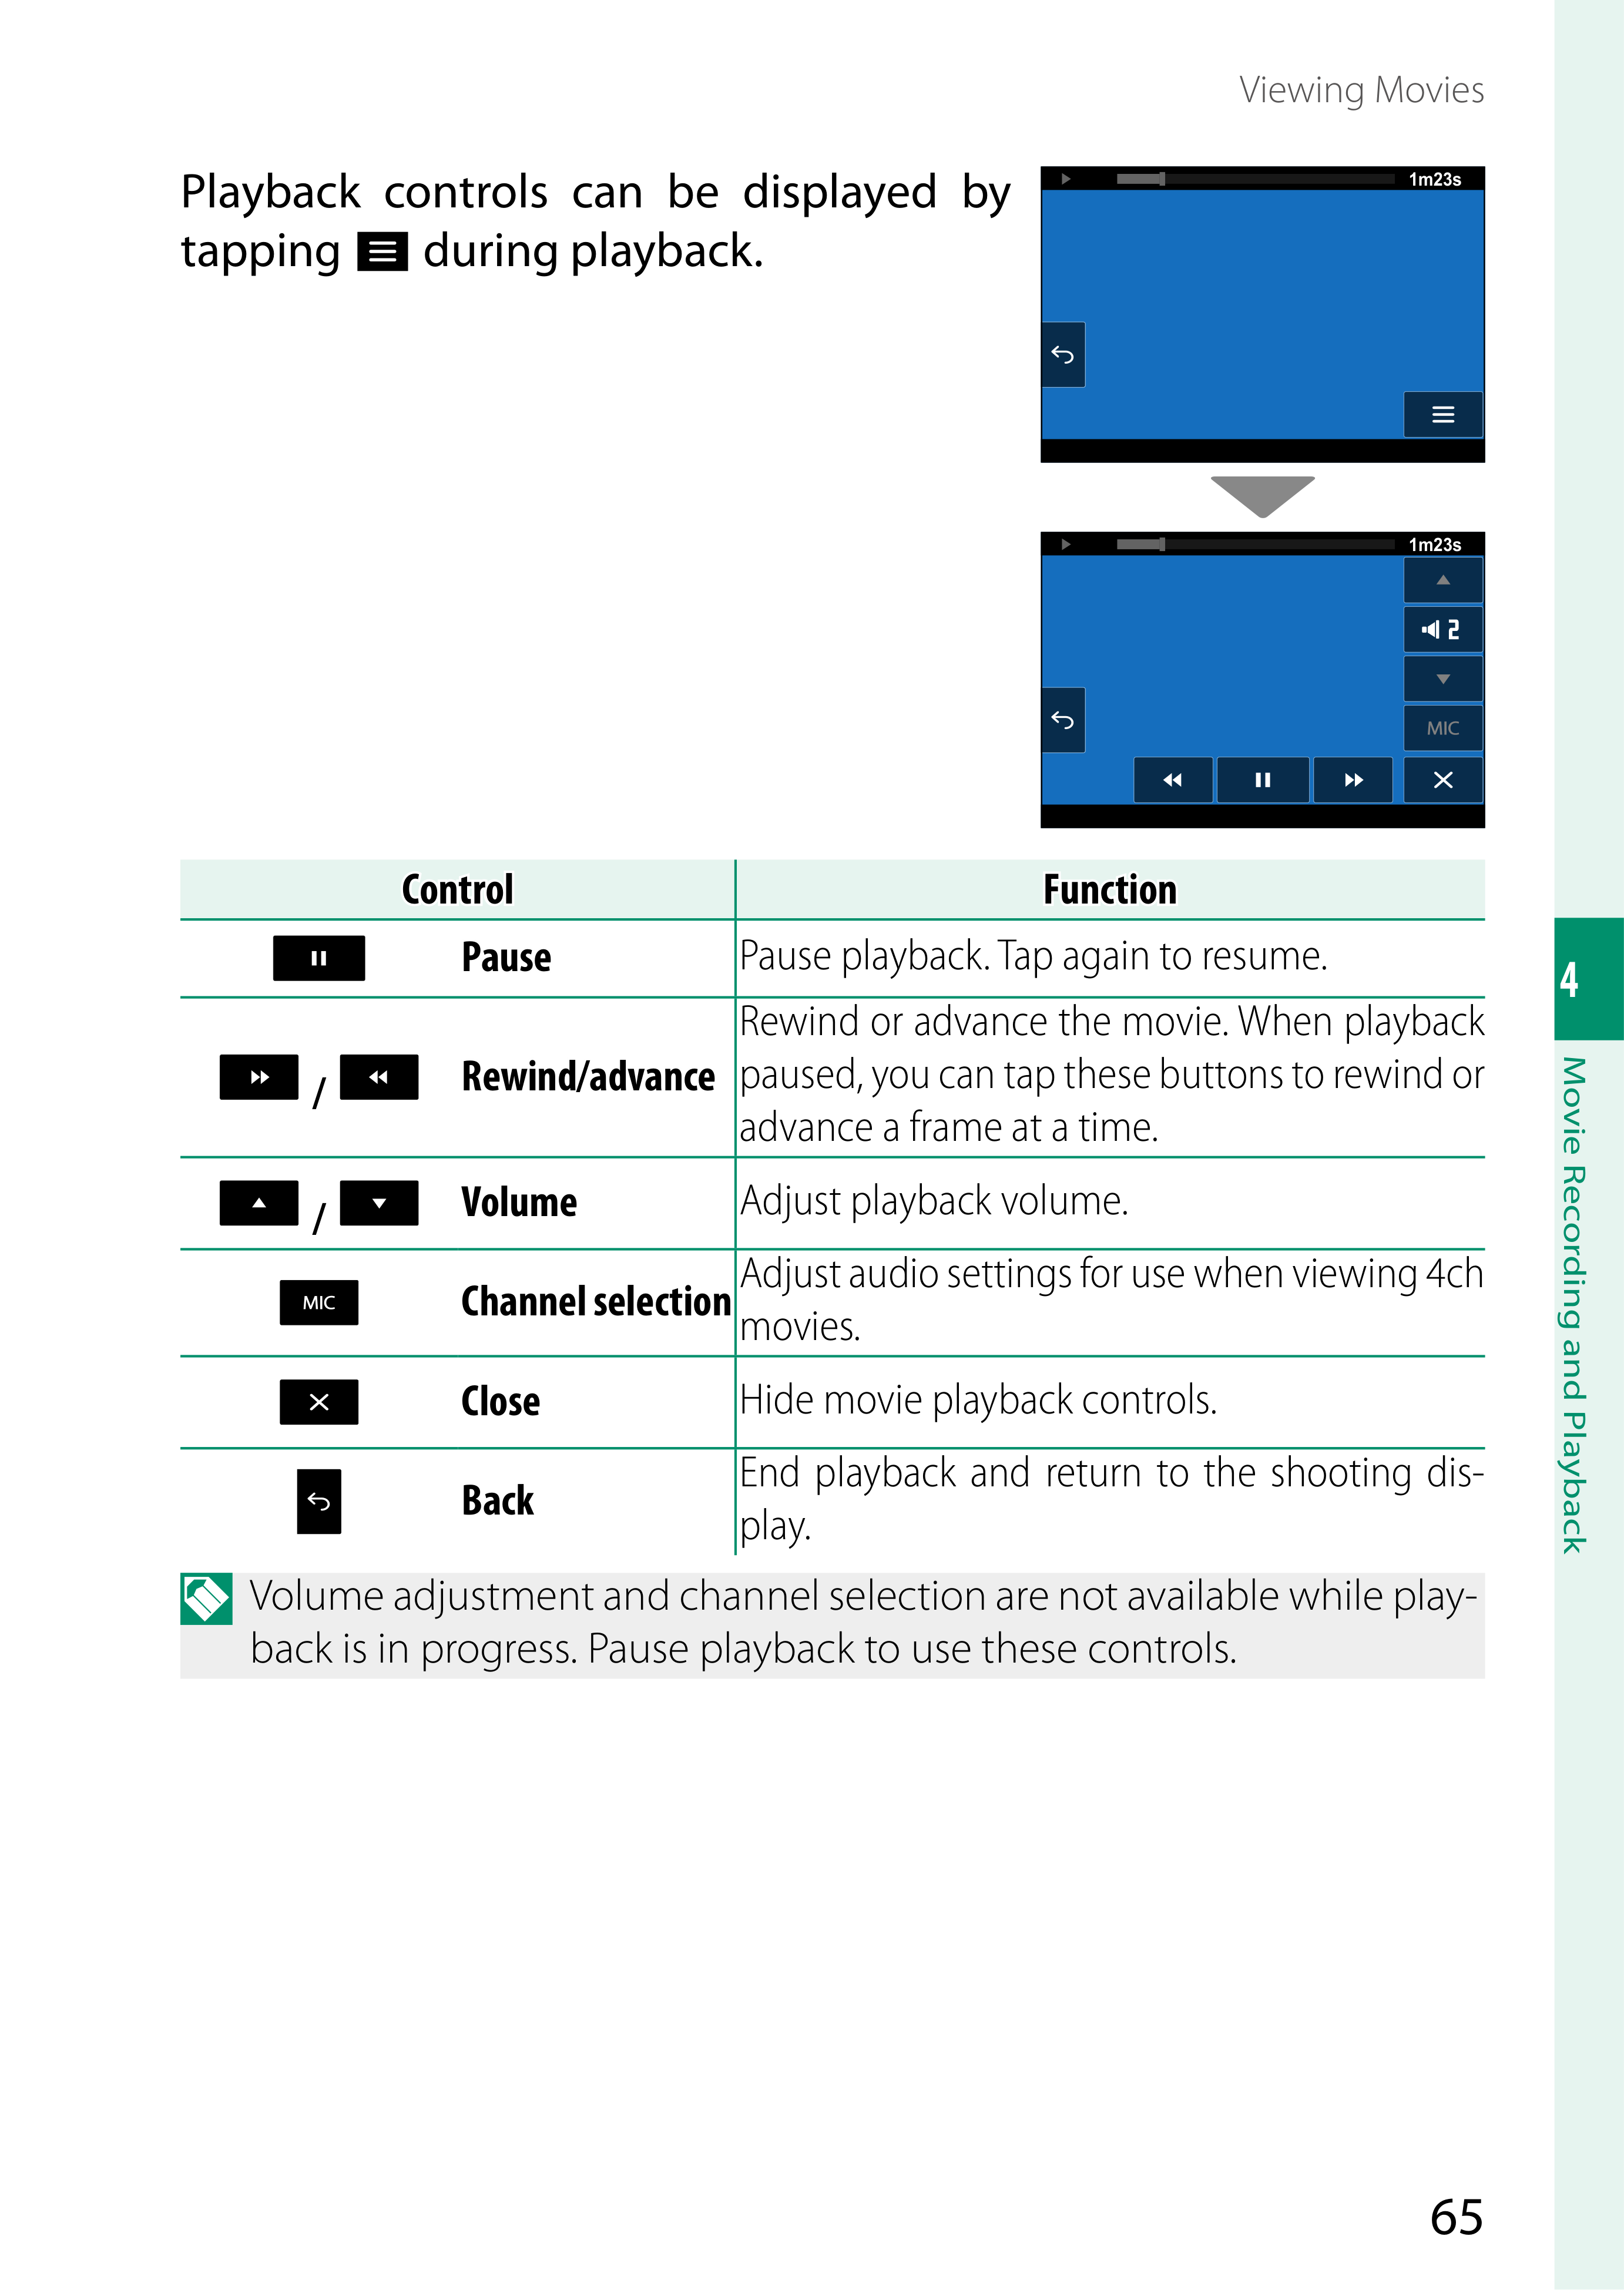 Viewing Movies
Playback controls can be displayed by
tapping during playback.
1m23s
1m23s
2
MIC
Control Function
Pause Pause playback. Tap again to resume.
/ Rewind/advance Rewind or advance the movie. When playback
paused, you can tap these buttons to rewind or
advance a frame at a time.
/ Volume Adjust playback volume.
MIC Channel selection Adjust audio settings for use when viewing 4ch
movies.
Close Hide movie playback controls.
Back End playback and return to the shooting dis-
play.
Volume adjustment and channel selection are not available while play-
back is in progress. Pause playback to use these controls.
4
Movie Recording and Playback
65